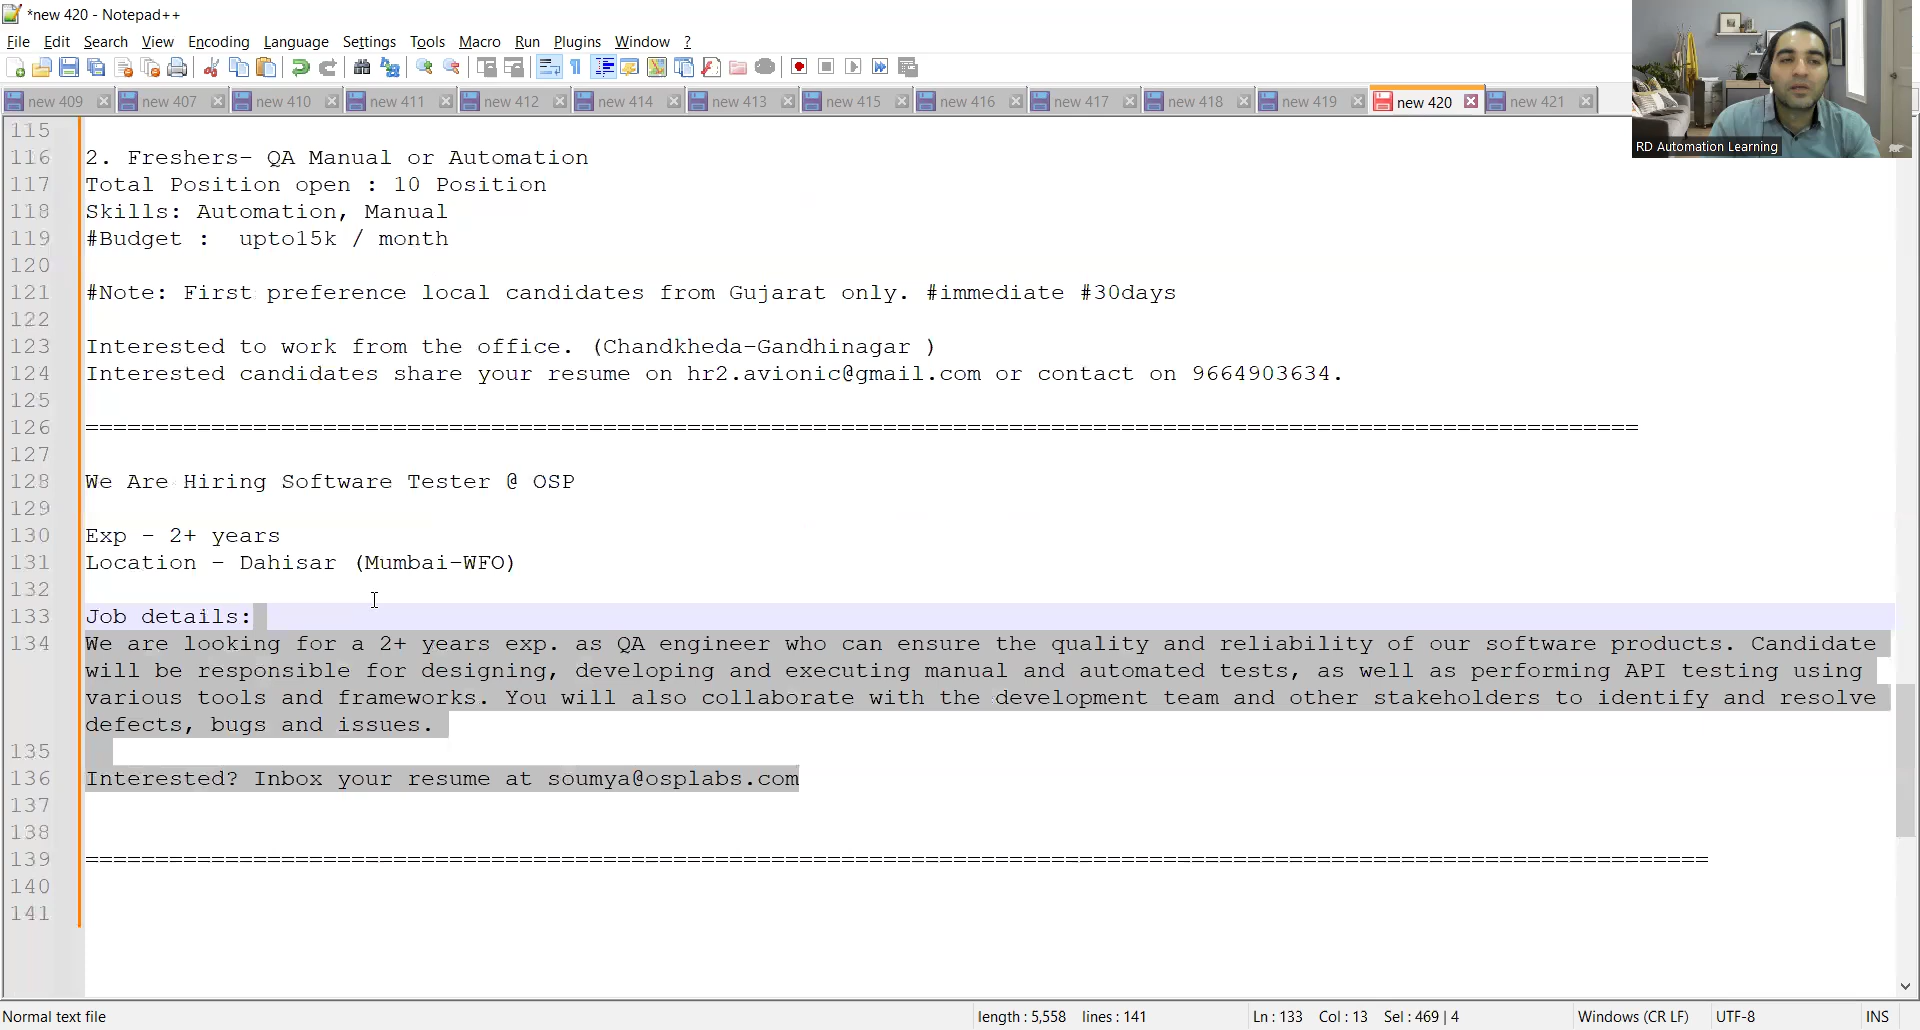 *new 420 - Notepad++
File Edit Search View Encoding Language Settings Tools Macro Run Plugins Window ?
new 409 new 407 new 410 new 411 new 412 new 414 new 413 new 415 new 416 new 417 new 418 new 419 new 420 new 421
RD Automation Learning
115
116 2. Freshers- QA Manual or Automation
117 Total Position open : 10 Position
118 Skills: Automation, Manual
119 #Budget :  upto15k / month
120
121 #Note: First preference local candidates from Gujarat only. #immediate #30days
122
123 Interested to work from the office. (Chandkheda-Gandhinagar )
124 Interested candidates share your resume on hr2.avionic@gmail.com or contact on 9664903634.
125
126 ===============================================================================================================
127
128 We Are Hiring Software Tester @ OSP
129
130 Exp - 2+ years
131 Location - Dahisar (Mumbai-WFO)
132
133 Job details:
134 We are looking for a 2+ years exp. as QA engineer who can ensure the quality and reliability of our software products. Candidate
will be responsible for designing, developing and executing manual and automated tests, as well as performing API testing using
various tools and frameworks. You will also collaborate with the development team and other stakeholders to identify and resolve
defects, bugs and issues.
135
136 Interested? Inbox your resume at soumya@osplabs.com
137
138
139 ====================================================================================================================
140
141
Normal text file length : 5,558 lines : 141 Ln : 133 Col : 13 Sel : 469 | 4 Windows (CR LF) UTF-8 INS